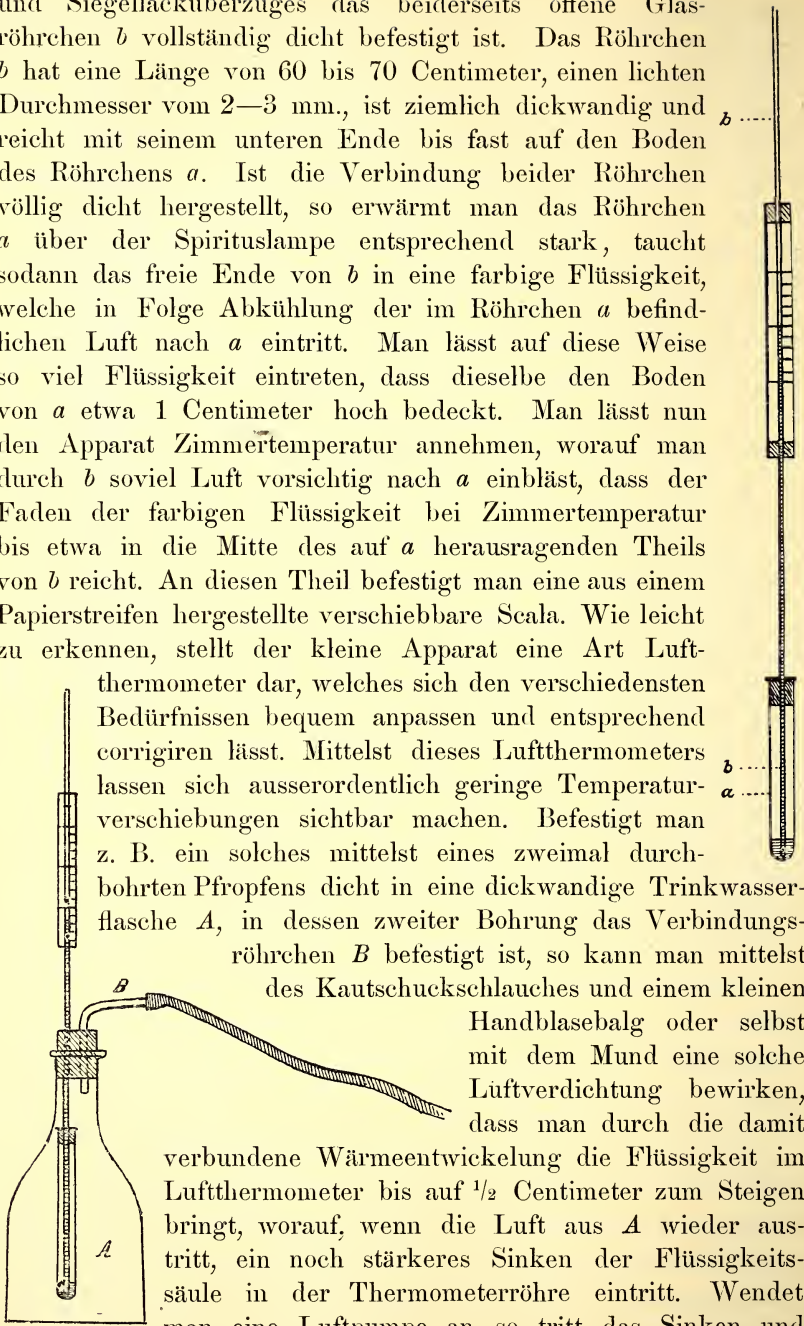 und Siegellacküberzuges das beiderseits offene Glas-
röhrchen b vollständig dicht befestigt ist. Das Röhrchen
b hat eine Länge von 60 bis 70 Centimeter, einen lichten
Durchmesser vom 2—3 mm., ist ziemlich dickwandig und
reicht mit seinem unteren Ende bis fast auf den Boden
des Röhrchens a. Ist die Verbindung beider Röhrchen
völlig dicht hergestellt, so erwärmt man das Röhrchen
a über der Spirituslampe entsprechend stark, taucht
sodann das freie Ende von b in eine farbige Flüssigkeit,
welche in Folge Abkühlung der im Röhrchen a befind-
lichen Luft nach a eintritt. Man lässt auf diese Weise
so viel Flüssigkeit eintreten, dass dieselbe den Boden
von a etwa 1 Centimeter hoch bedeckt. Man lässt nun
den Apparat Zimmertemperatur annehmen, worauf man
durch b soviel Luft vorsichtig nach a einbläst, dass der
Faden der farbigen Flüssigkeit bei Zimmertemperatur
bis etwa in die Mitte des auf a herausragenden Theils
von b reicht. An diesen Theil befestigt man eine aus einem
Papierstreifen hergestellte verschiebbare Scala. Wie leicht
zu erkennen, stellt der kleine Apparat eine Art Luft-
thermometer dar, welches sich den verschiedensten
Bedürfnissen bequem anpassen und entsprechend
corrigiren lässt. Mittelst dieses Luftthermometers
lassen sich ausserordentlich geringe Temperatur-
verschiebungen sichtbar machen. Befestigt man
z. B. ein solches mittelst eines zweimal durch-
bohrten Pfropfens dicht in eine dickwandige Trinkwasser-
flasche A, in dessen zweiter Bohrung das Verbindungs-
röhrchen B befestigt ist, so kann man mittelst
des Kautschuckschlauches und einem kleinen
Handblasebalg oder selbst
mit dem Mund eine solche
Luftverdichtung bewirken,
dass man durch die damit
verbundene Wärmeentwickelung die Flüssigkeit im
Luftthermometer bis auf ½ Centimeter zum Steigen
bringt, worauf, wenn die Luft aus A wieder aus-
tritt, ein noch stärkeres Sinken der Flüssigkeits-
säule in der Thermometerröhre eintritt. Wendet
man eine Luftpumpe an so tritt das Sinken und
b
b
a
B
A